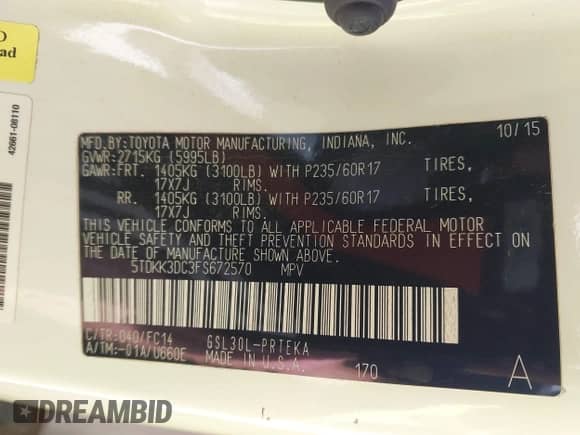 ad
42661-08110
MFD.BY:TOYOTA MOTOR MANUFACTURING, INDIANA, INC. 10/15
GVWR:2715KG (5995LB)
GAWR:FRT. 1405KG (3100LB) WITH P235/60R17 TIRES,
17X7J RIMS.
RR. 1405KG (3100LB) WITH P235/60R17 TIRES,
17X7J RIMS.
THIS VEHICLE CONFORMS TO ALL APPLICABLE FEDERAL MOTOR
VEHICLE SAFETY AND THEFT PREVENTION STANDARDS IN EFFECT ON
THE DATE OF MANUFACTURE SHOWN ABOVE.
5TDKK3DC3FS672570 MPV
C/TR:040/FC14 GSL30L-PRTEKA
A/TM:-01A/U660E MADE IN U.S.A. 170 A
DREAMBID